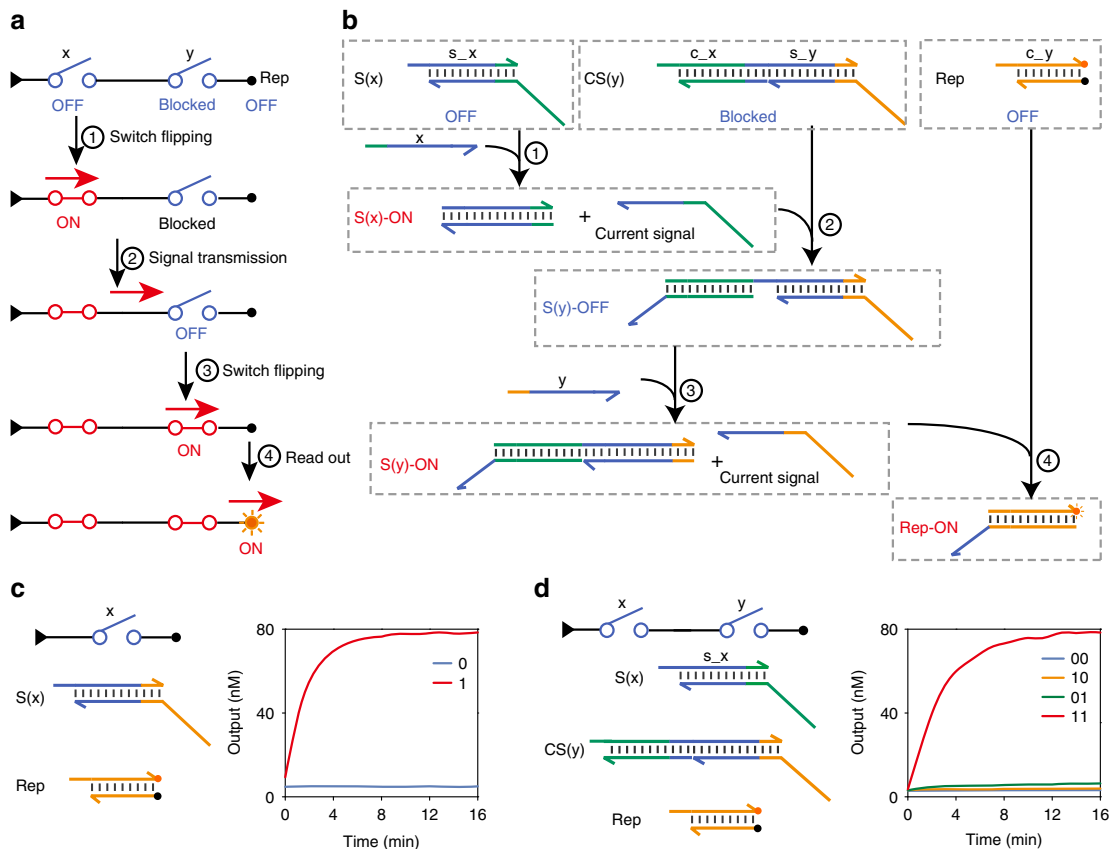 a
x
y
Rep
OFF
Blocked
OFF
1 Switch flipping
ON
Blocked
2 Signal transmission
OFF
3 Switch flipping
ON
4 Read out
ON
b
s_x
S(x)
OFF
c_x
s_y
CS(y)
Blocked
c_y
Rep
OFF
x
1
S(x)-ON
+
Current signal
2
S(y)-OFF
y
3
S(y)-ON
+
Current signal
4
Rep-ON
c
x
S(x)
Rep
80
40
0
Output (nM)
0
1
0 4 8 12 16
Time (min)
d
x
y
s_x
S(x)
CS(y)
Rep
80
40
0
Output (nM)
00
10
01
11
0 4 8 12 16
Time (min)